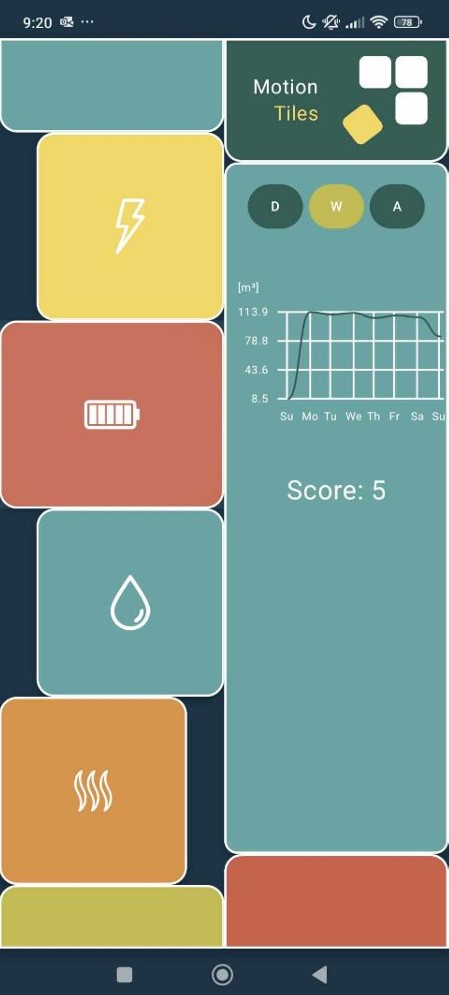 9:20 ... 78
Motion
Tiles
D W A
[m³]
113.9
78.8
43.6
8.5
Su Mo Tu We Th Fr Sa Su
Score: 5